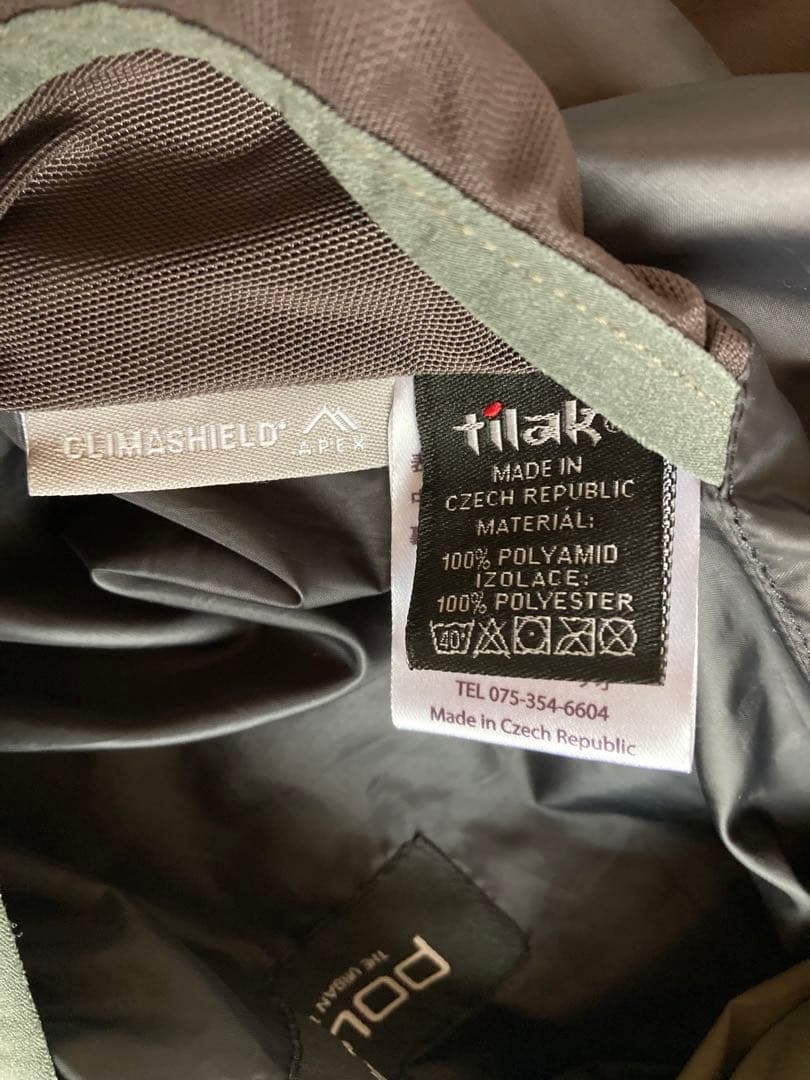 CLIMASHIELD®
APEX
tilak®
MADE IN
CZECH REPUBLIC
MATERIÁL:
100% POLYAMID
IZOLACE:
100% POLYESTER
40°
TEL 075-354-6604
Made in Czech Republic
THE URBAN